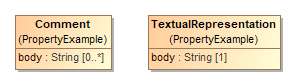 Comment
(PropertyExample)
body : String [0..*]
TextualRepresentation
(PropertyExample)
body : String [1]